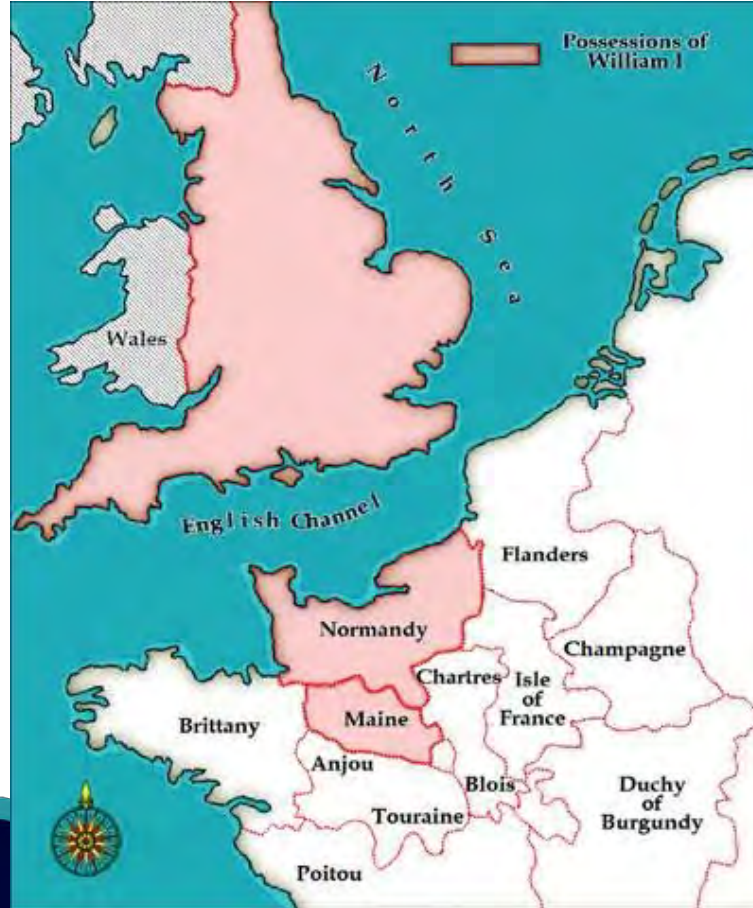 Possessions of
William I
North Sea
Wales
English Channel
Flanders
Normandy
Champagne
Chartres
Isle
of
France
Brittany
Maine
Anjou
Blois
Touraine
Duchy
of
Burgundy
Poitou